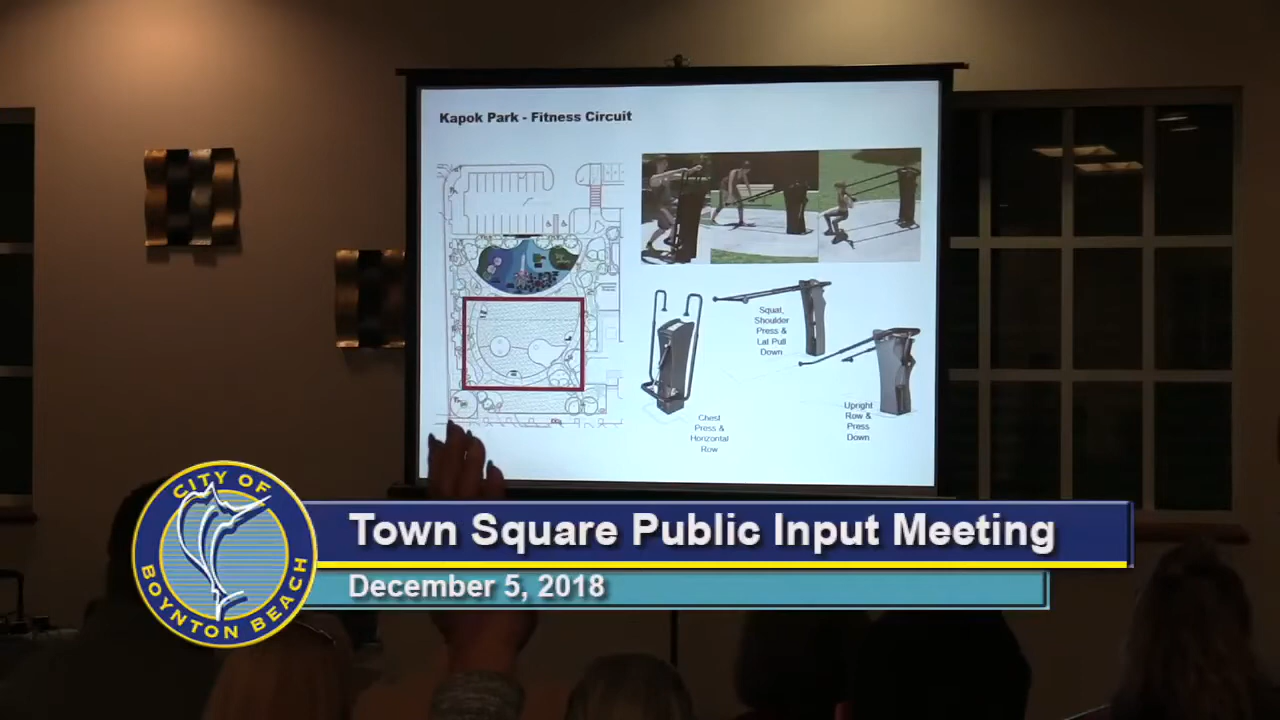 Kapok Park - Fitness Circuit
Squat,
Shoulder
Press &
Lat Pull
Down
Chest
Press &
Horizontal
Row
Upright
Row &
Press
Down
CITY OF
BOYNTON BEACH
Town Square Public Input Meeting
December 5, 2018